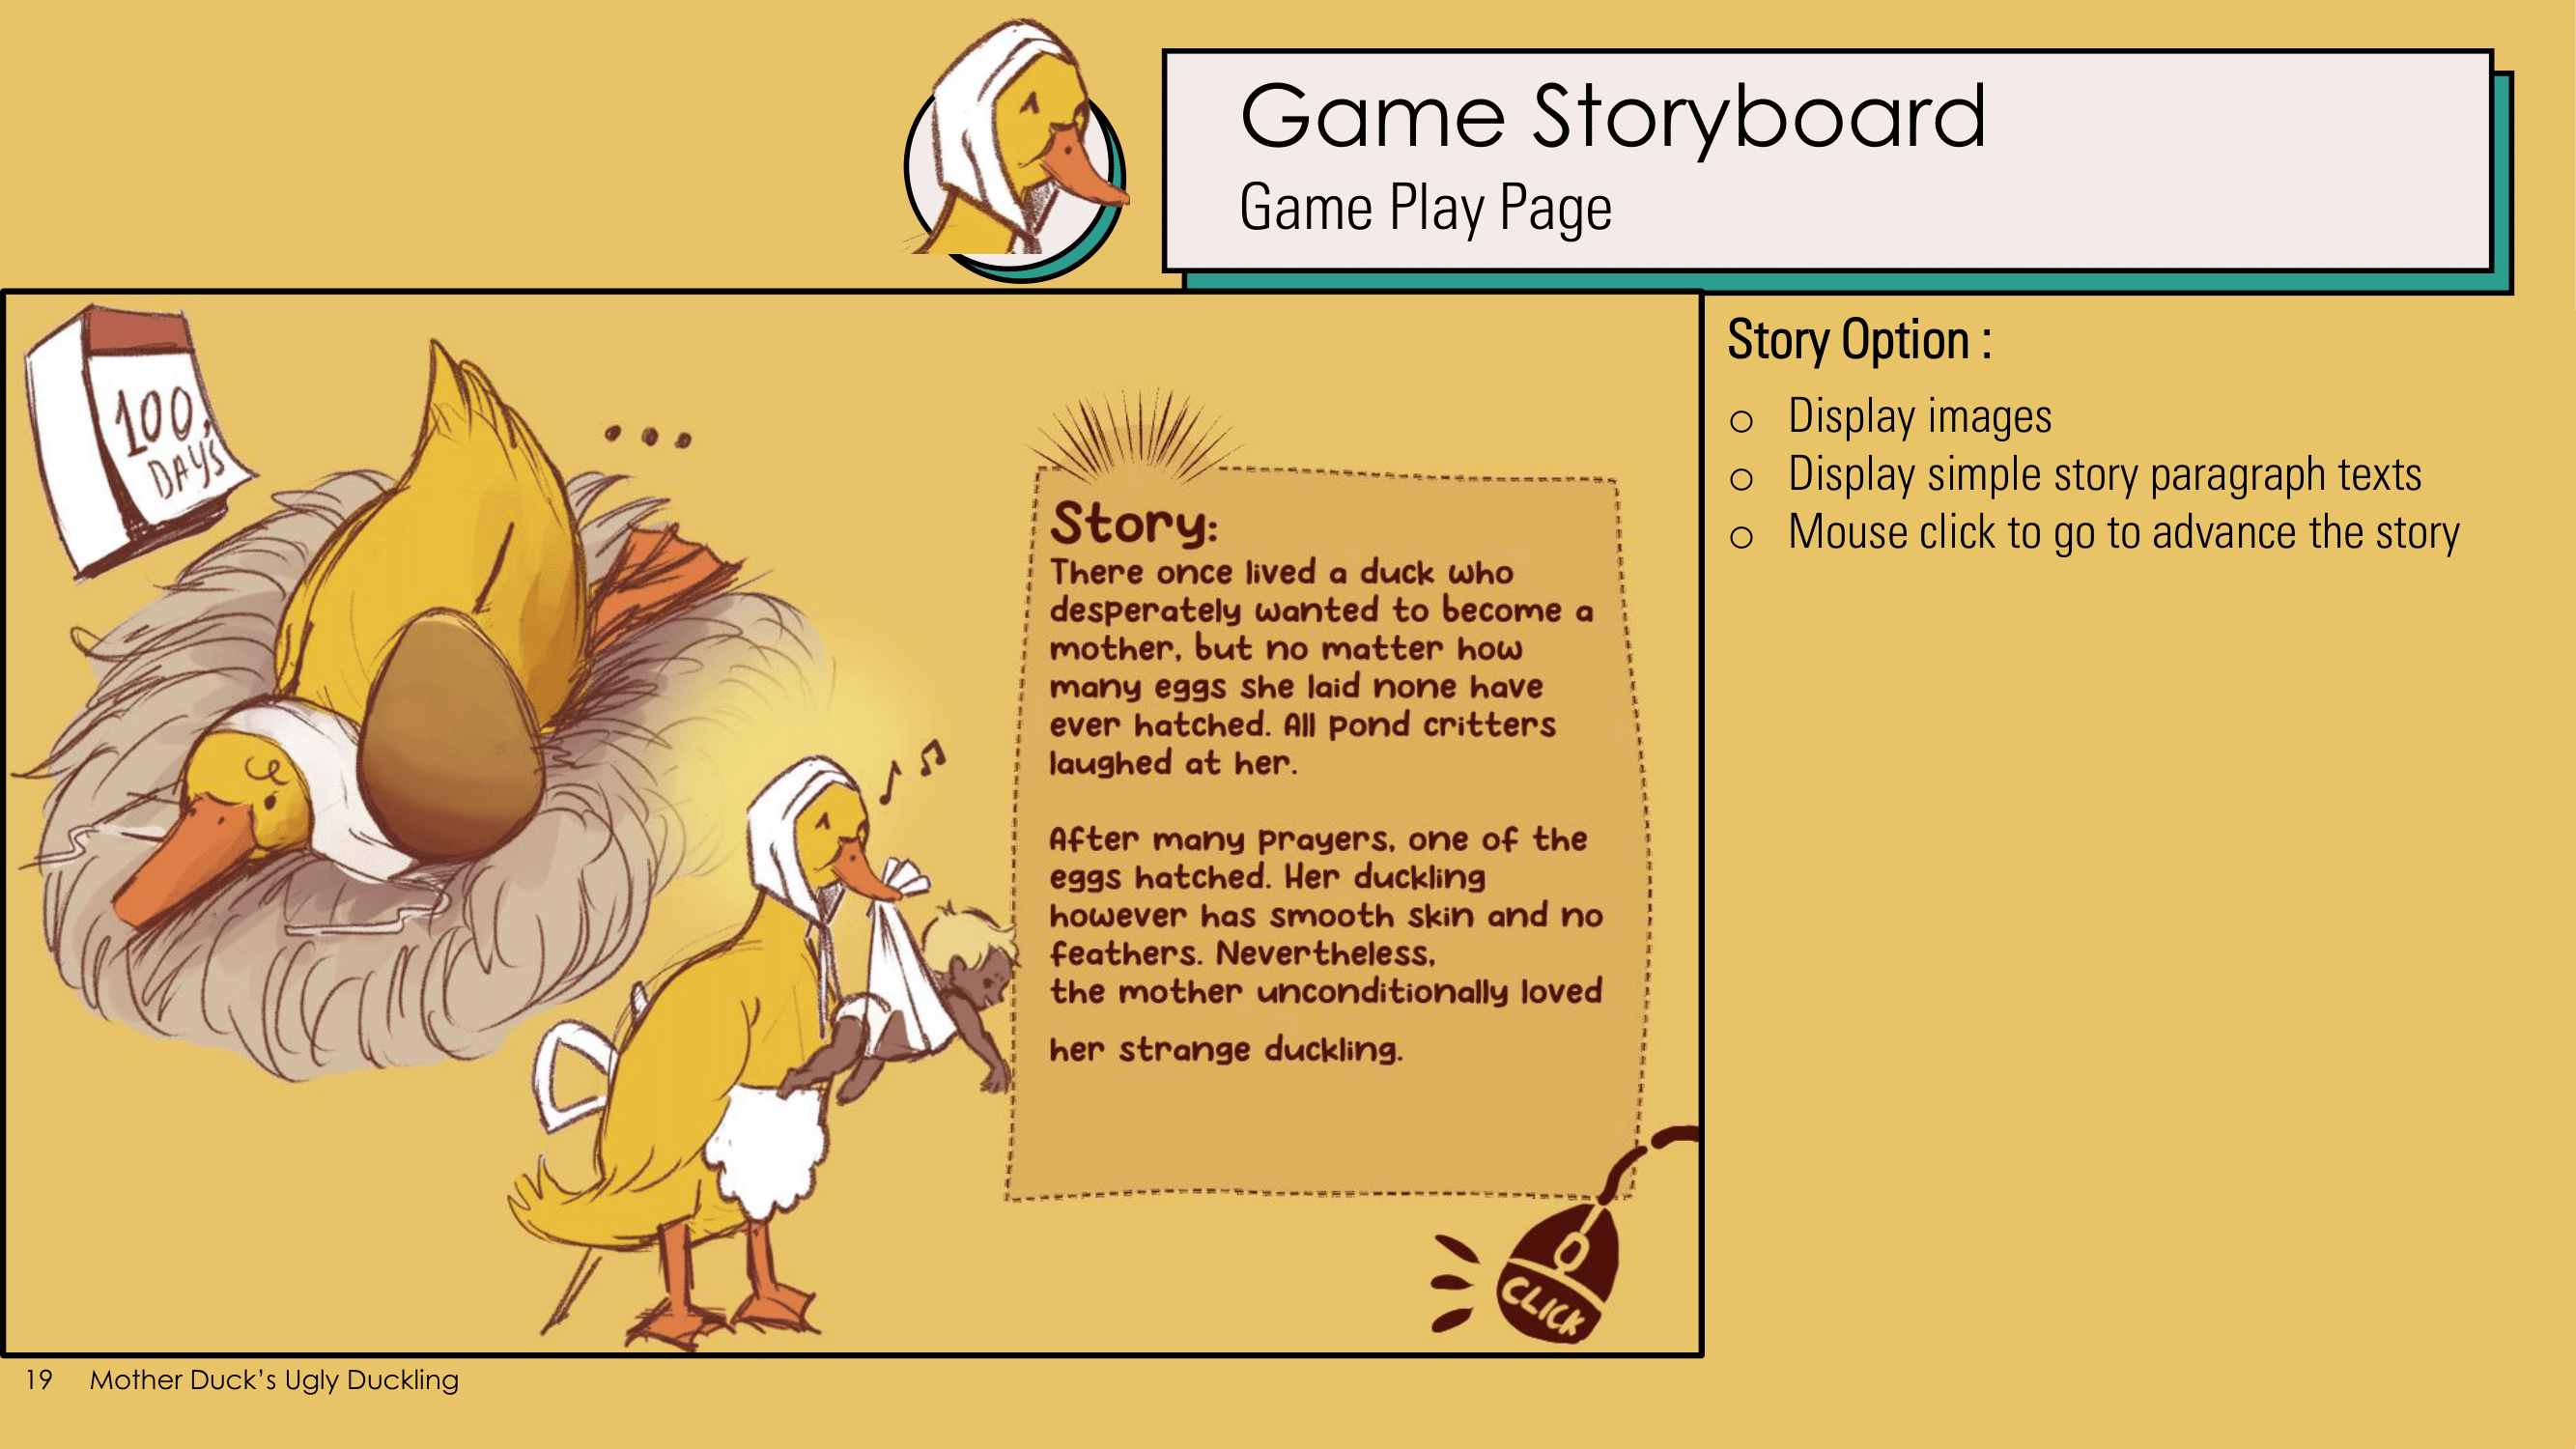 Game Storyboard
Game Play Page
100
DAYS
...
Story:
There once lived a duck who
desperately wanted to become a
mother, but no matter how
many eggs she laid none have
ever hatched. All pond critters
laughed at her.
After many prayers, one of the
eggs hatched. Her duckling
however has smooth skin and no
feathers. Nevertheless,
the mother unconditionally loved
her strange duckling.
CLICK
Story Option :
o Display images
o Display simple story paragraph texts
o Mouse click to go to advance the story
19 Mother Duck's Ugly Duckling